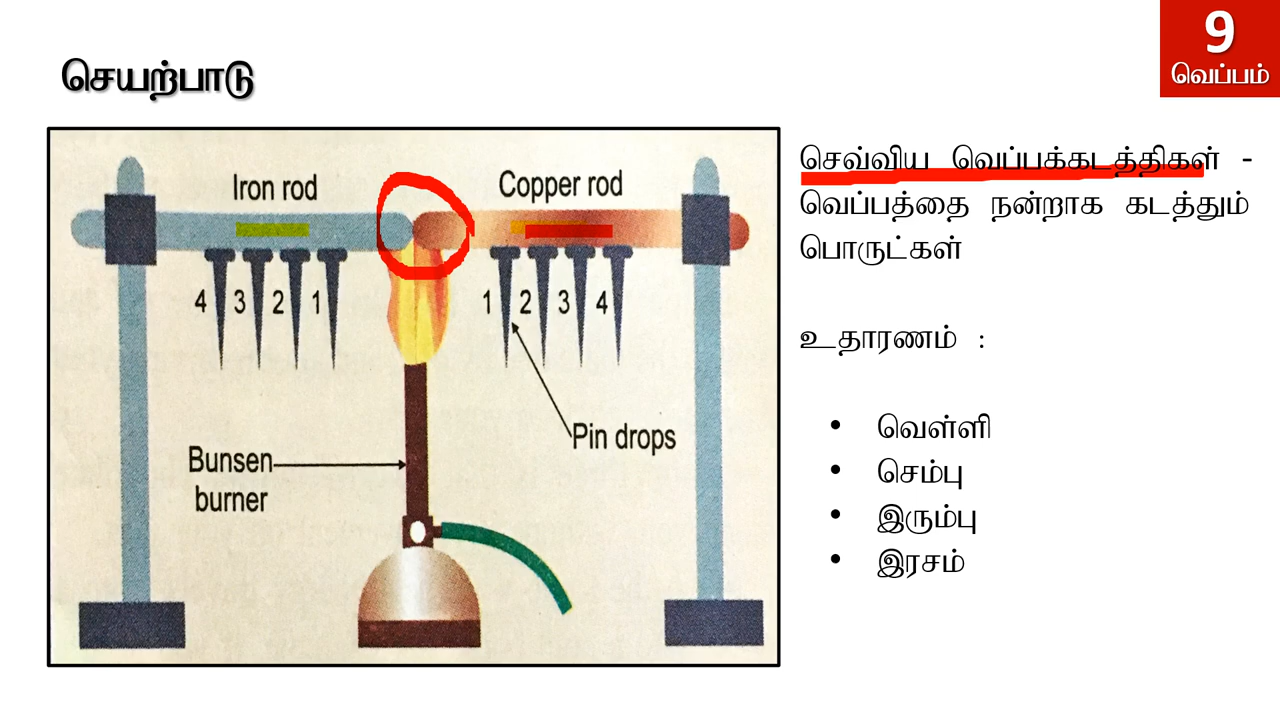 9
வெப்பம்
செயற்பாடு
Iron rod
Copper rod
4 3 2 1
1 2 3 4
Pin drops
Bunsen
burner
செவ்விய வெப்பக்கடத்திகள் -
வெப்பத்தை நன்றாக கடத்தும்
பொருட்கள்
உதாரணம் :
• வெள்ளி
• செம்பு
• இரும்பு
• இரசம்